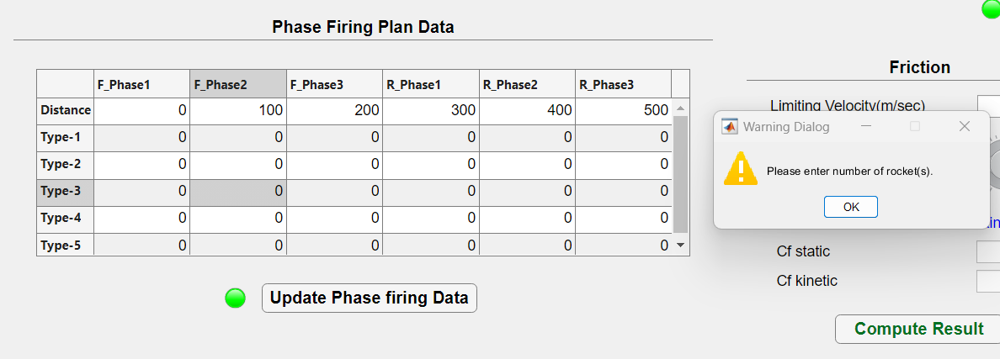 Phase Firing Plan Data
F_Phase1 F_Phase2 F_Phase3 R_Phase1 R_Phase2 R_Phase3
Distance 0 100 200 300 400 500
Type-1 0 0 0 0 0 0
Type-2 0 0 0 0 0 0
Type-3 0 0 0 0 0 0
Type-4 0 0 0 0 0 0
Type-5 0 0 0 0 0 0
Update Phase firing Data
Friction
Limiting Velocity(m/sec)
Warning Dialog
Please enter number of rocket(s).
OK
Cf static
Cf kinetic
Compute Result